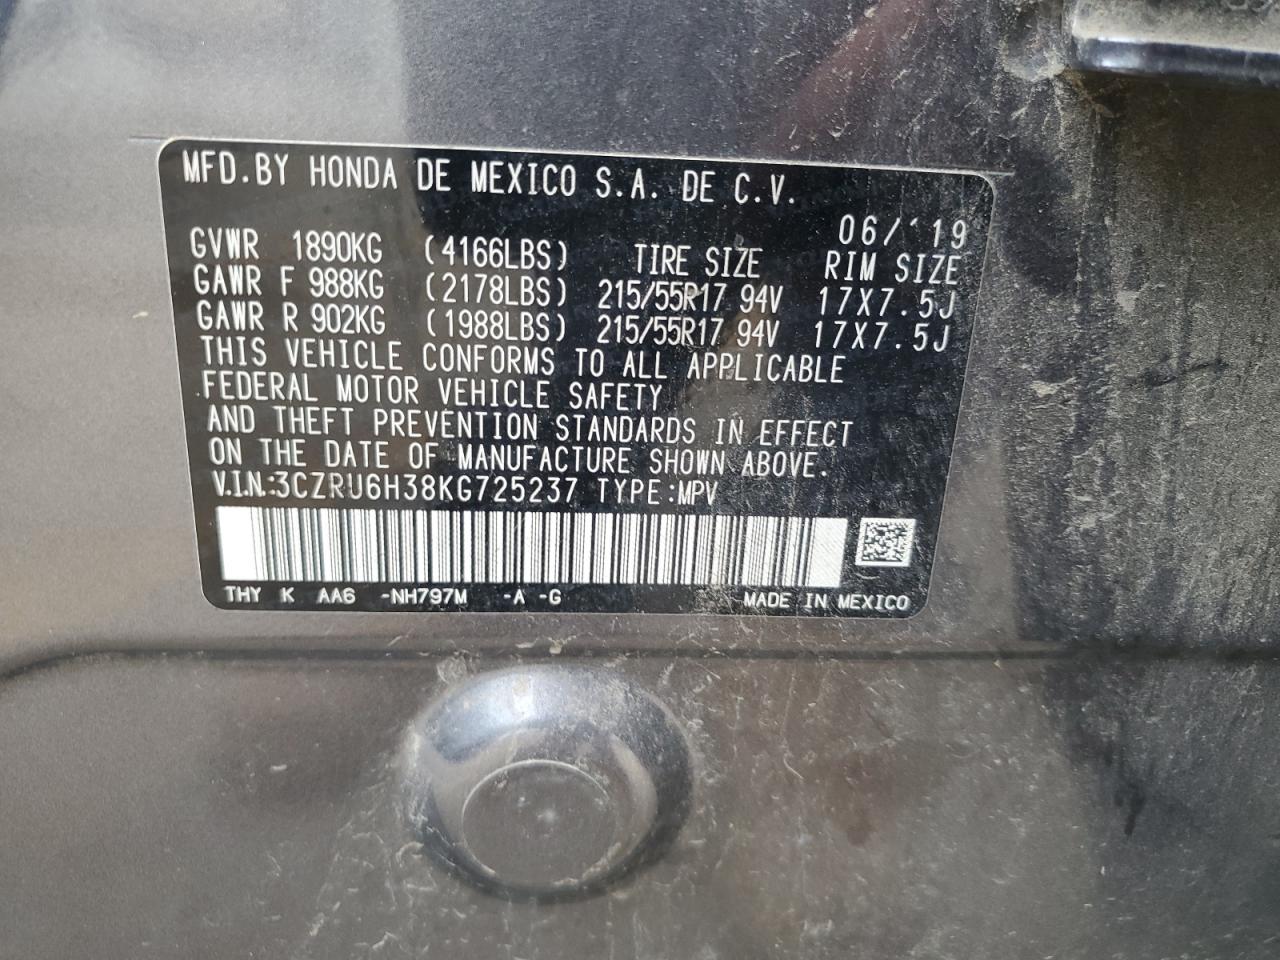 MFD.BY HONDA DE MEXICO S.A. DE C.V.
06/'19
GVWR 1890KG (4166LBS) TIRE SIZE RIM SIZE
GAWR F 988KG (2178LBS) 215/55R17 94V 17X7.5J
GAWR R 902KG (1988LBS) 215/55R17 94V 17X7.5J
THIS VEHICLE CONFORMS TO ALL APPLICABLE
FEDERAL MOTOR VEHICLE SAFETY
AND THEFT PREVENTION STANDARDS IN EFFECT
ON THE DATE OF MANUFACTURE SHOWN ABOVE.
V.I.N.:3CZRU6H38KG725237 TYPE:MPV
THY K AA6 -NH797M -A -G MADE IN MEXICO